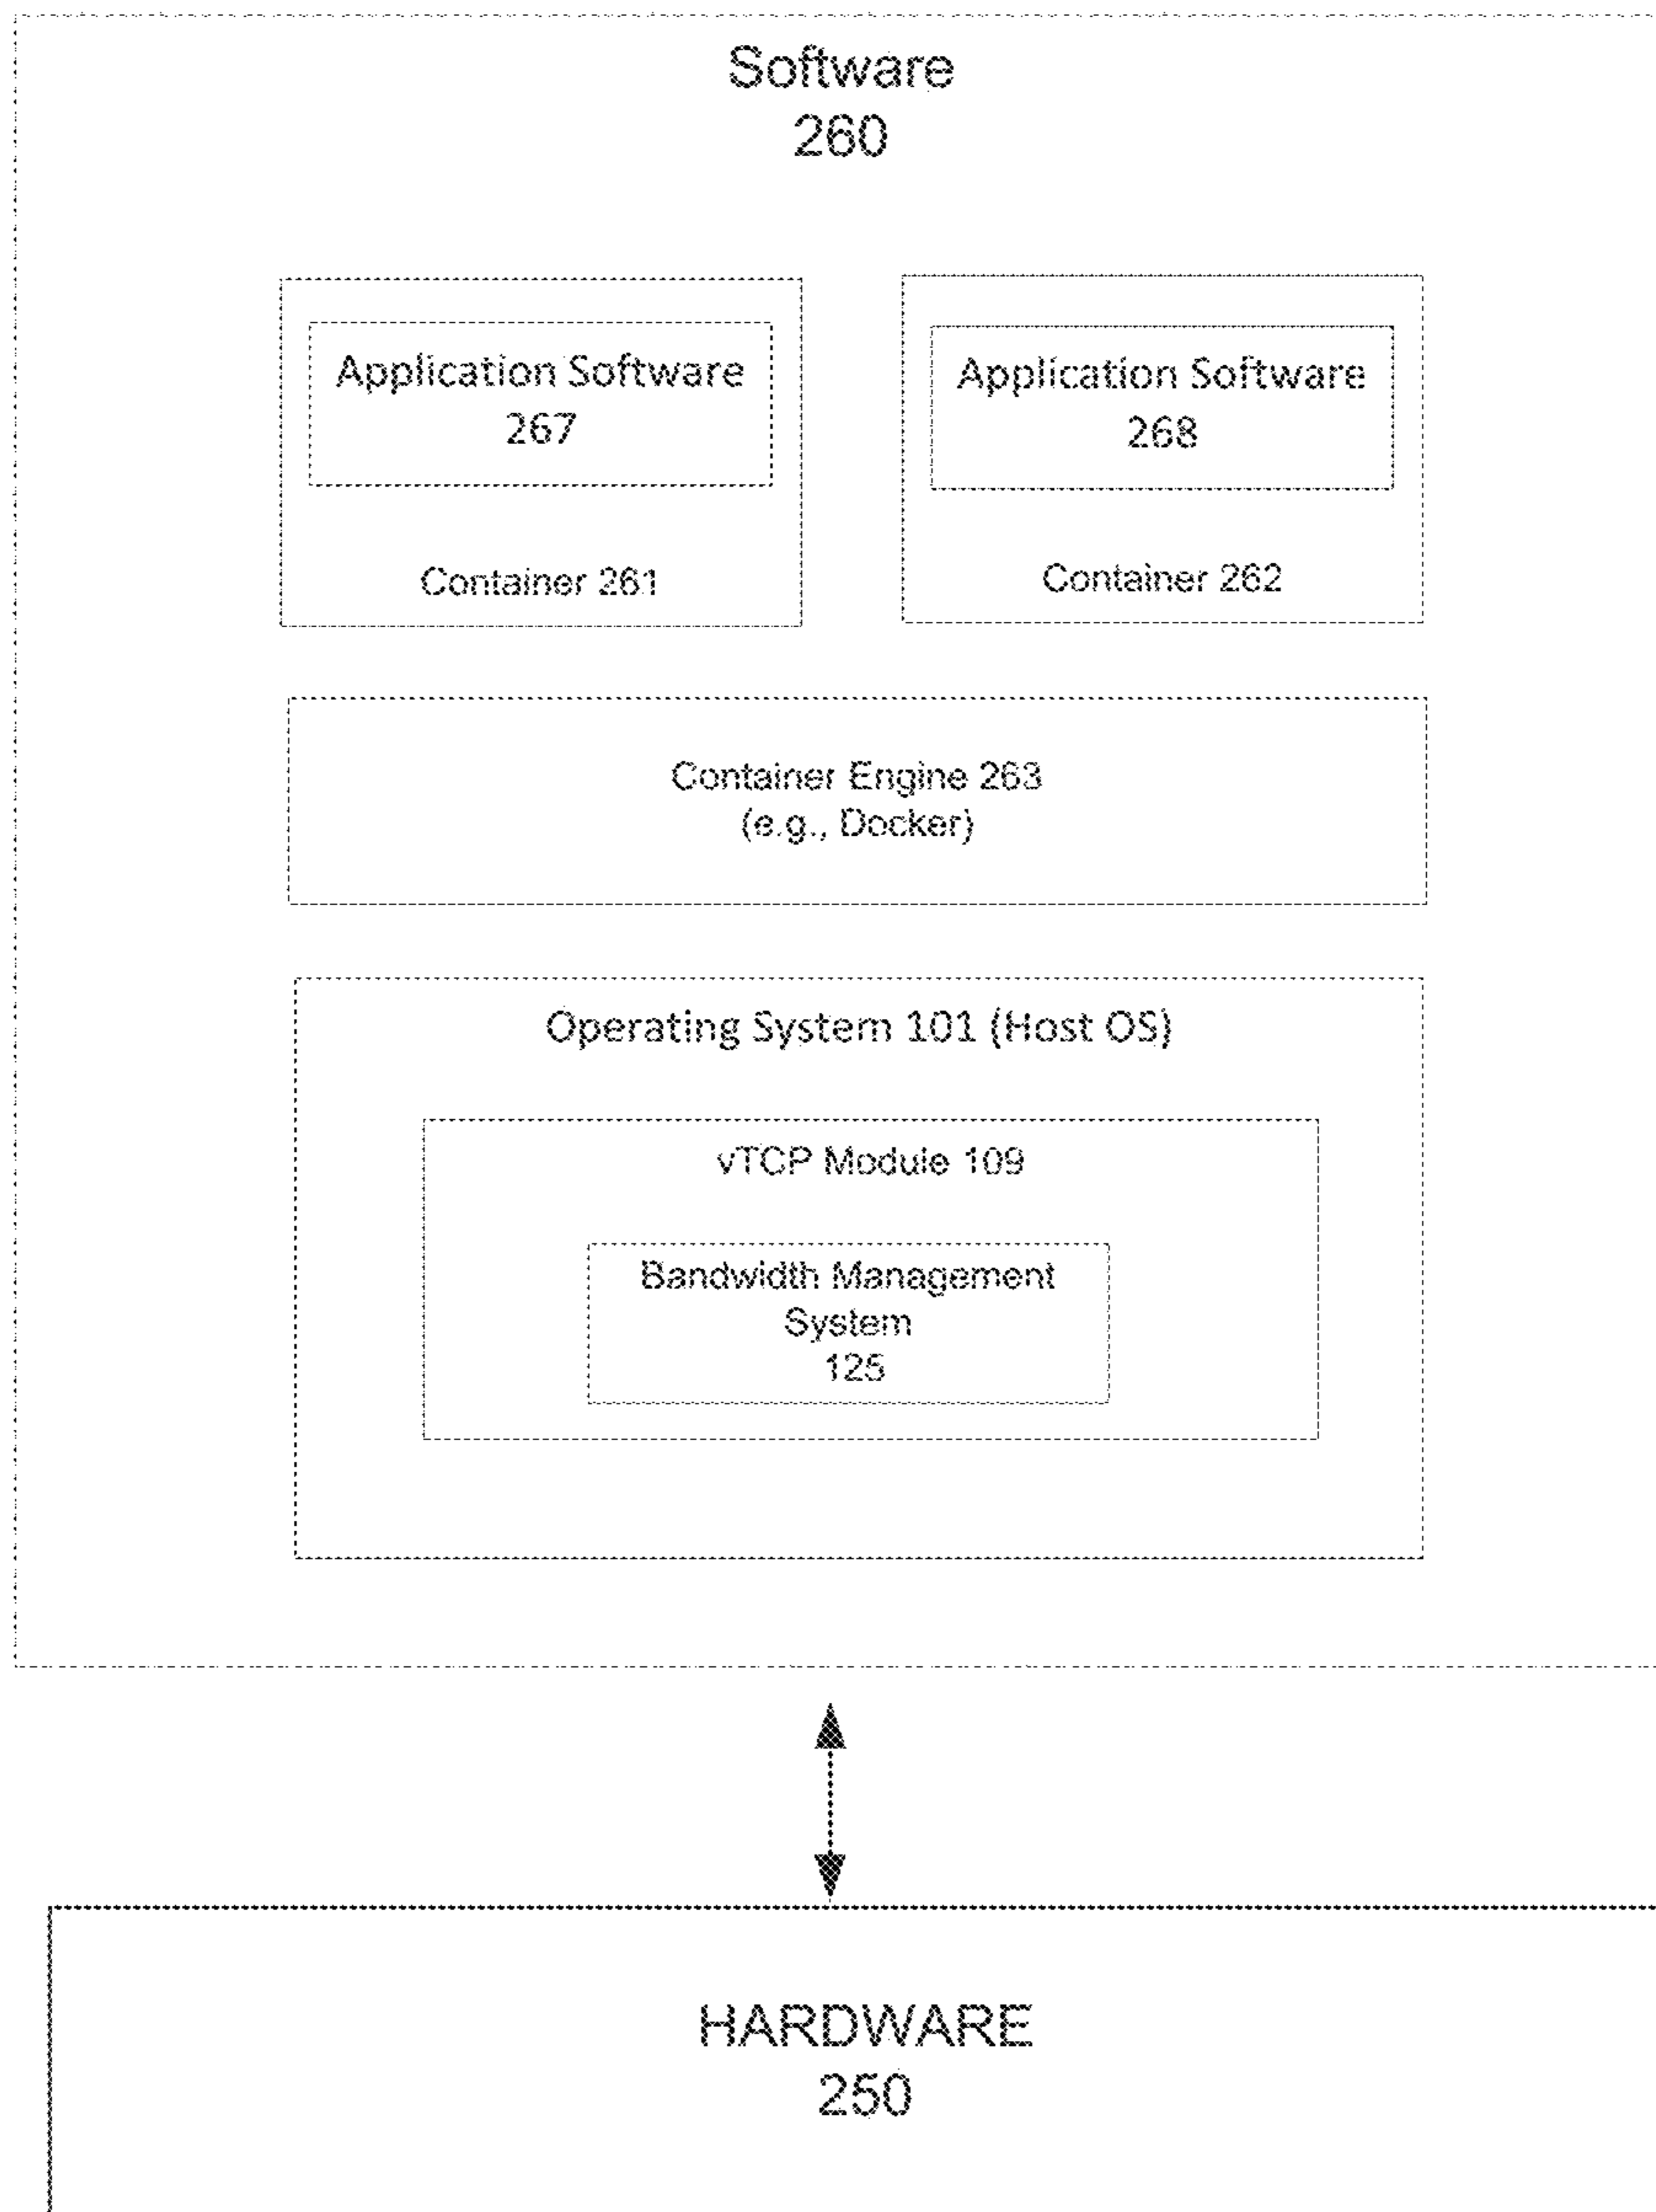 Software
260
Application Software
267
Container 261
Application Software
268
Container 262
Container Engine 263
(e.g., Docker)
Operating System 101 (Host OS)
vTCP Module 109
Bandwidth Management
System
125
HARDWARE
250